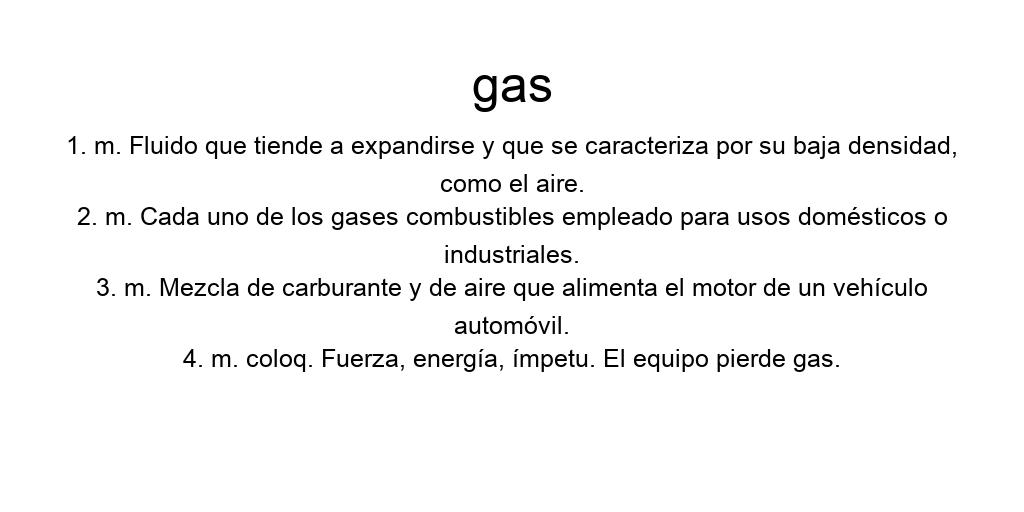 gas
1. m. Fluido que tiende a expandirse y que se caracteriza por su baja densidad,
como el aire.
2. m. Cada uno de los gases combustibles empleado para usos domésticos o
industriales.
3. m. Mezcla de carburante y de aire que alimenta el motor de un vehículo
automóvil.
4. m. coloq. Fuerza, energía, ímpetu. El equipo pierde gas.